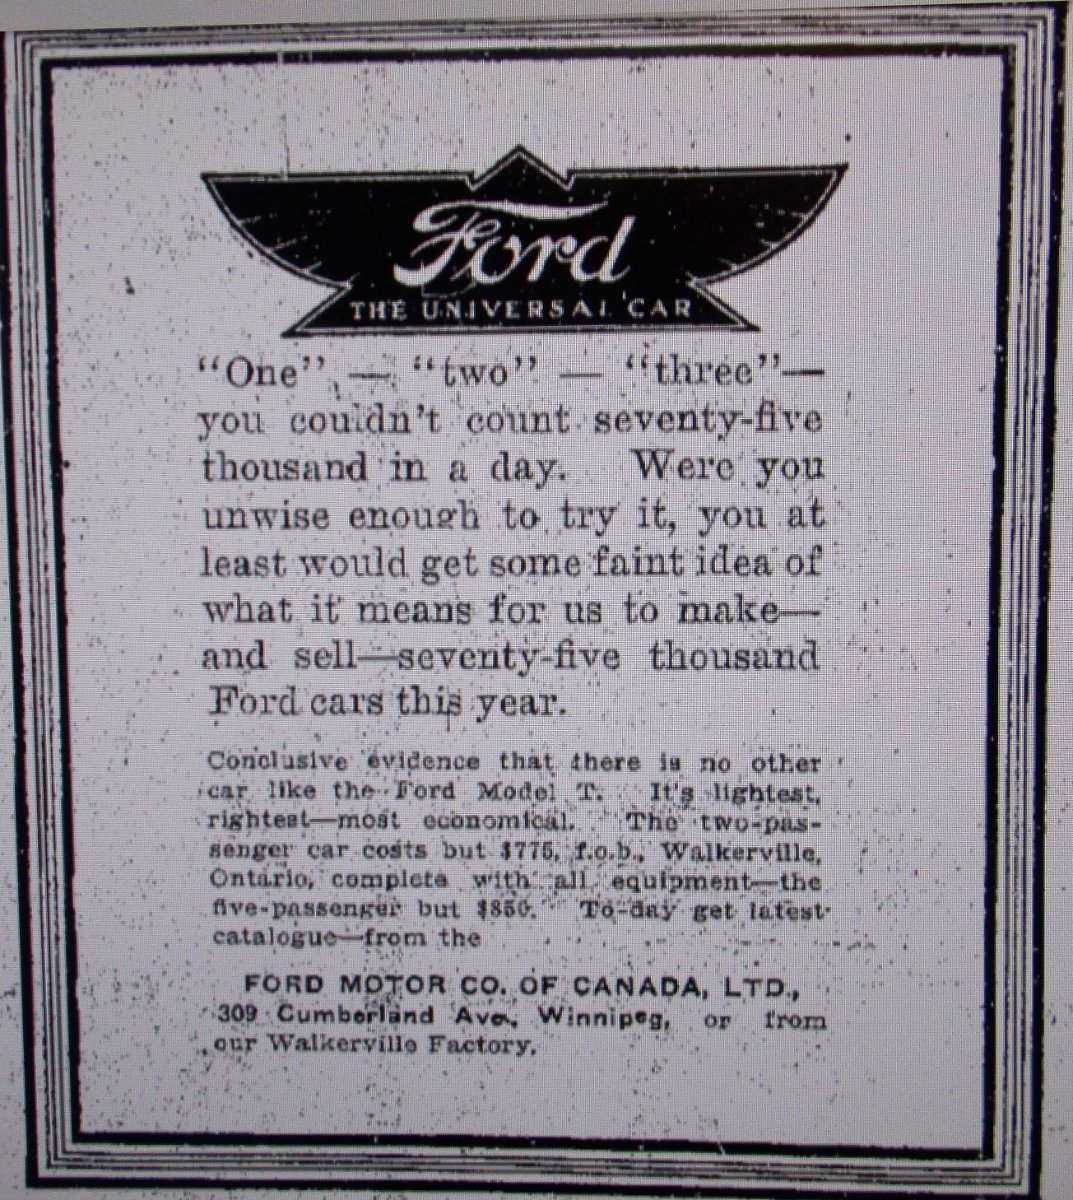 Ford
THE UNIVERSAL CAR
“One” — “two” — “three”—
you couldn't count seventy-five
thousand in a day. Were you
unwise enough to try it, you at
least would get some faint idea of
what it means for us to make—
and sell—seventy-five thousand
Ford cars this year.
Conclusive evidence that there is no other
car like the Ford Model T. It's lightest,
rightest—most economical. The two-pas-
senger car costs but $775, f.o.b., Walkerville,
Ontario, complete with all equipment—the
five-passenger but $850. To-day get latest
catalogue—from the
FORD MOTOR CO. OF CANADA, LTD.,
309 Cumberland Ave., Winnipeg, or from
our Walkerville Factory.